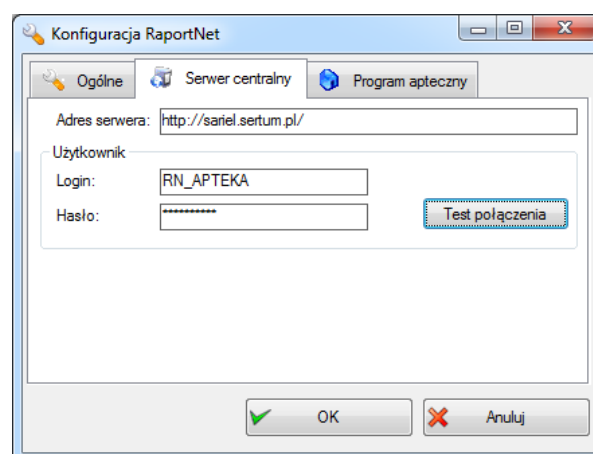 Konfiguracja RaportNet
Ogólne Serwer centralny Program apteczny
Adres serwera: http://sariel.sertum.pl/
Użytkownik
Login: RN_APTEKA
Hasło: **********
Test połączenia
OK Anuluj